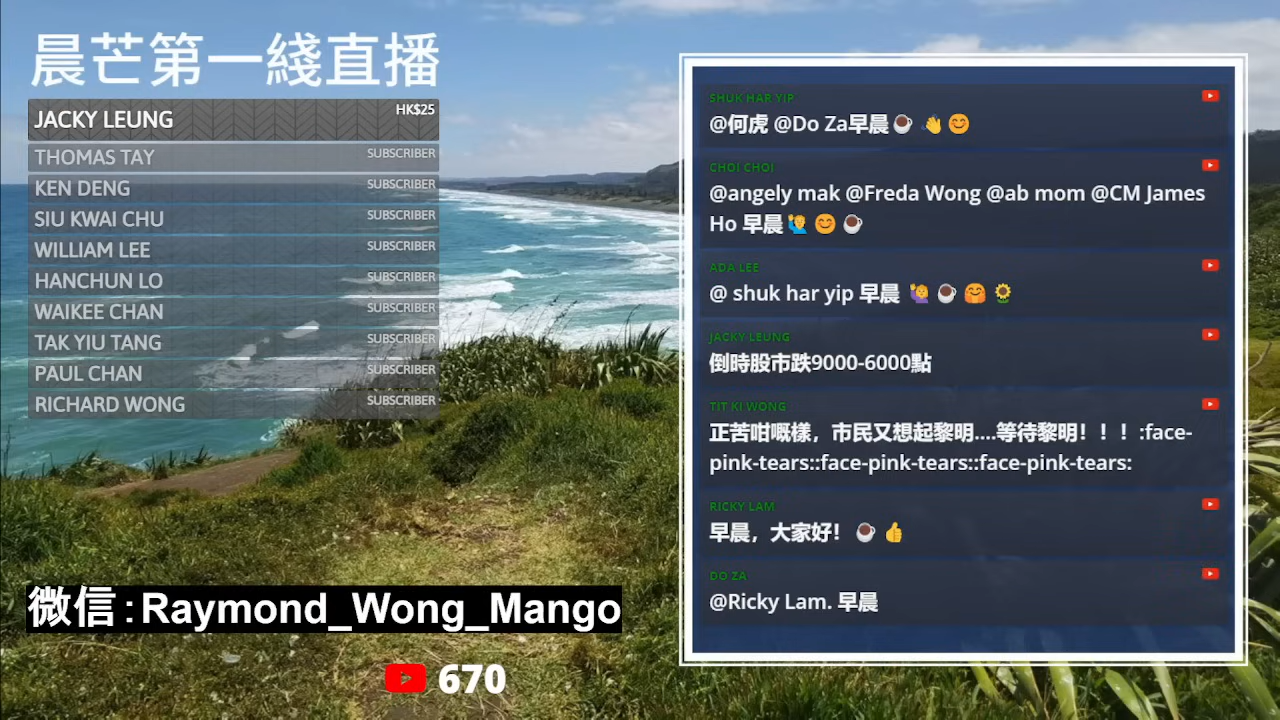 晨芒第一綫直播
JACKY LEUNG HK$25
THOMAS TAY SUBSCRIBER
KEN DENG SUBSCRIBER
SIU KWAI CHU SUBSCRIBER
WILLIAM LEE SUBSCRIBER
HANCHUN LO SUBSCRIBER
WAIKEE CHAN SUBSCRIBER
TAK YIU TANG SUBSCRIBER
PAUL CHAN SUBSCRIBER
RICHARD WONG SUBSCRIBER
微信:Raymond_Wong_Mango
670
SHUK HAR YIP
@何虎 @Do Za早晨☕👋😊
CHOI CHOI
@angely mak @Freda Wong @ab mom @CM James
Ho 早晨🙋‍♂️😊☕
ADA LEE
@ shuk har yip 早晨 🙋‍♀️☕🤗🌻
JACKY LEUNG
倒時股市跌9000-6000點
TIT KI WONG
正苦咁嘅樣，市民又想起黎明....等待黎明！！！:face-
pink-tears::face-pink-tears::face-pink-tears:
RICKY LAM
早晨，大家好！☕👍
DO ZA
@Ricky Lam. 早晨